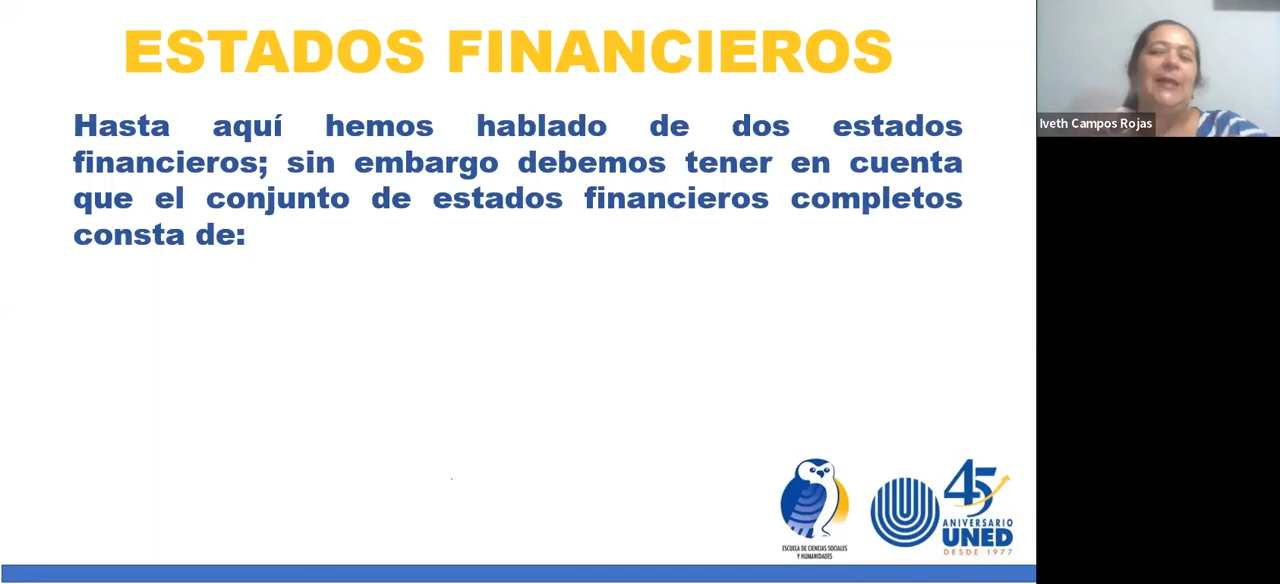 ESTADOS FINANCIEROS
Hasta aquí hemos hablado de dos estados
financieros; sin embargo debemos tener en cuenta
que el conjunto de estados financieros completos
consta de:
Iveth Campos Rojas
ESCUELA DE CIENCIAS SOCIALES
Y HUMANIDADES
45
ANIVERSARIO
UNED
DESDE 1977